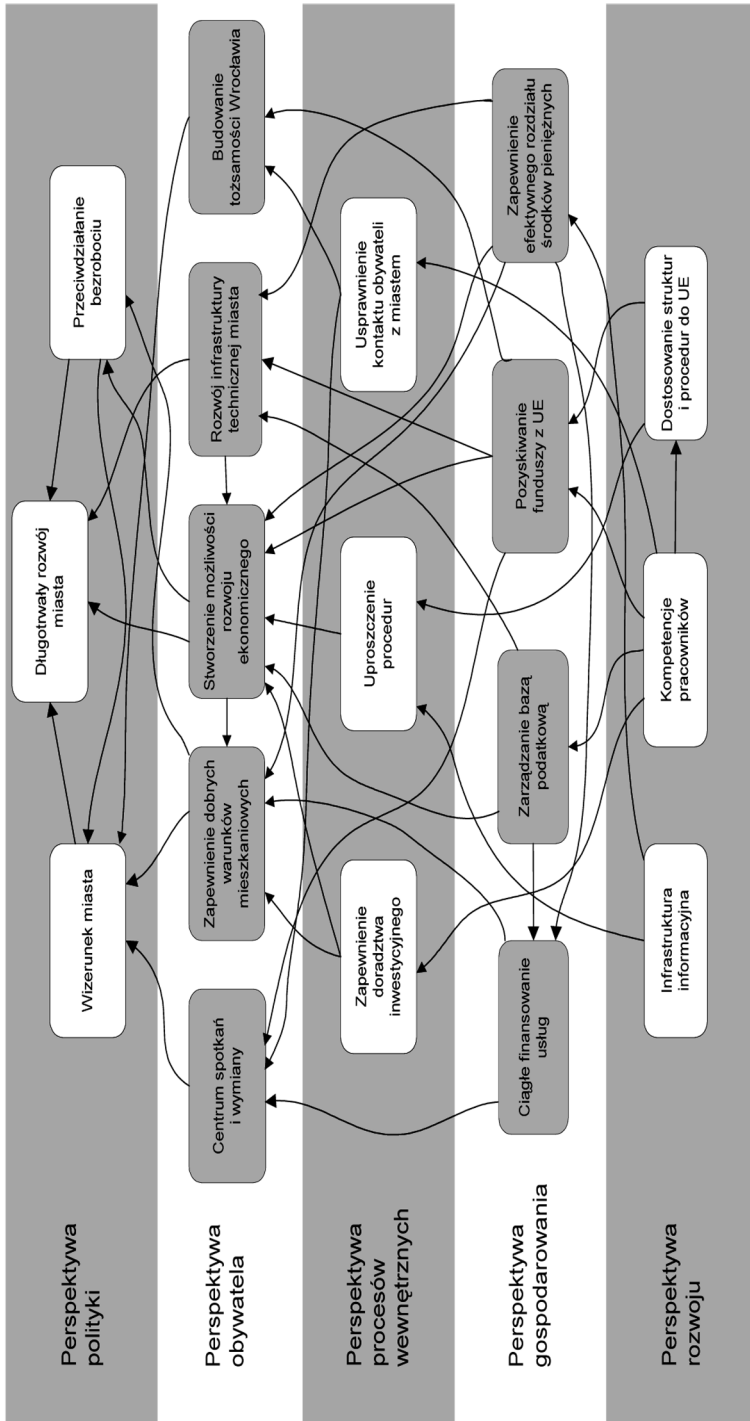 Perspektywa
polityki
Wizerunek miasta
Długotrwały rozwój
miasta
Przeciwdziałanie
bezrobociu
Perspektywa
obywatela
Centrum spotkań
i wymiany
Zapewnienie dobrych
warunków
mieszkaniowych
Stworzenie możliwości
rozwoju
ekonomicznego
Rozwój infrastruktury
technicznej miasta
Budowanie
tożsamości Wrocławia
Perspektywa
procesów
wewnętrznych
Zapewnienie
doradztwa
inwestycyjnego
Uproszczenie
procedur
Usprawnienie
kontaktu obywateli
z miastem
Perspektywa
gospodarowania
Ciągłe finansowanie
usług
Zarządzanie bazą
podatkową
Pozyskiwanie
funduszy z UE
Zapewnienie
efektywnego rozdziału
środków pieniężnych
Perspektywa
rozwoju
Infrastruktura
informacyjna
Kompetencje
pracowników
Dostosowanie struktur
i procedur do UE